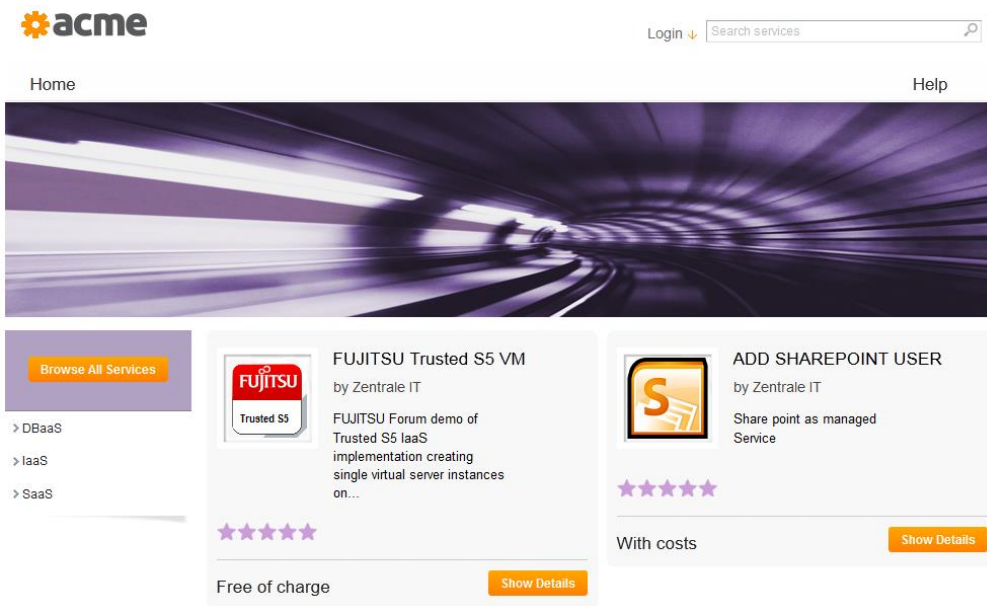 acme
Login
Search services
Home
Help
Browse All Services
DBaaS
IaaS
SaaS
FUJITSU
Trusted S5
FUJITSU Trusted S5 VM
by Zentrale IT
FUJITSU Forum demo of
Trusted S5 IaaS
implementation creating
single virtual server instances
on...
Free of charge
Show Details
S
ADD SHAREPOINT USER
by Zentrale IT
Share point as managed
Service
With costs
Show Details